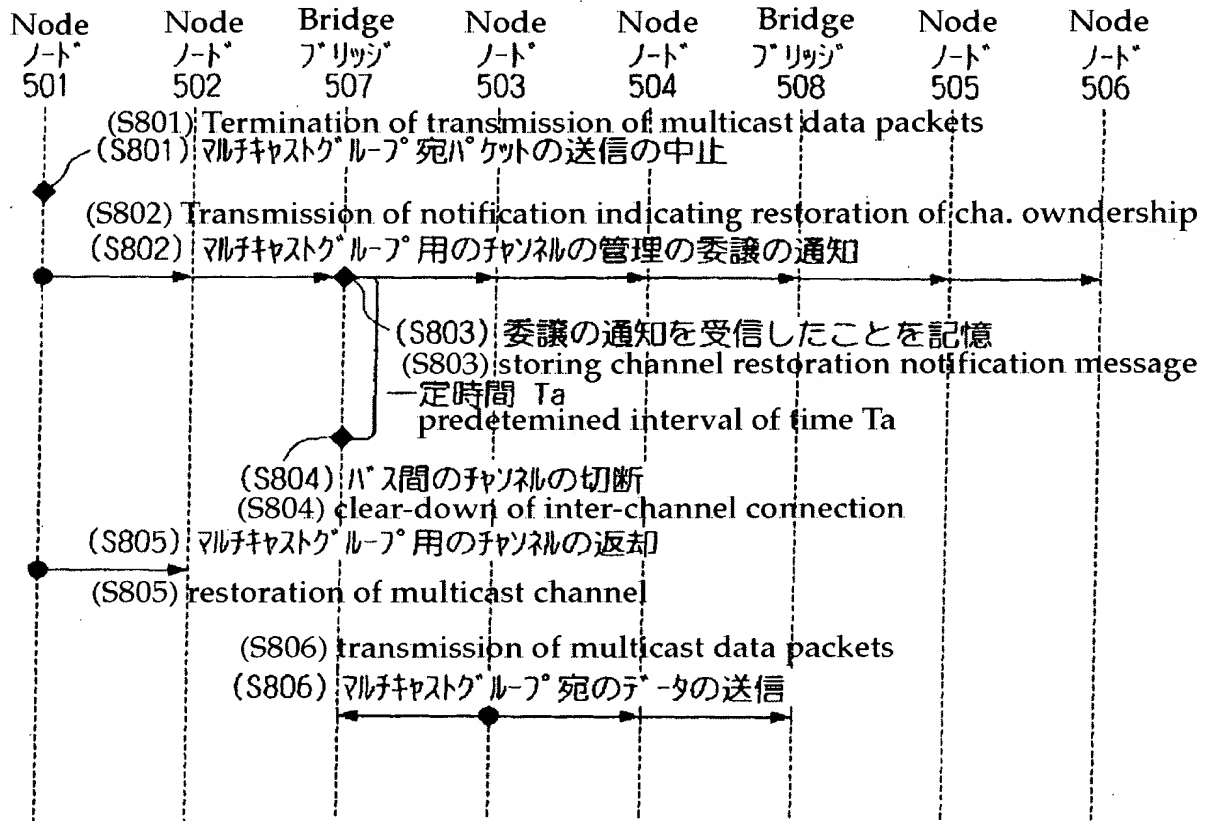 Node Node Bridge Node Node Bridge Node Node
ノード ノード ブリッジ ノード ノード ブリッジ ノード ノード
501 502 507 503 504 508 505 506
(S801) Termination of transmission of multicast data packets
(S801) マルチキャストグループ宛パケットの送信の中止
(S802) Transmission of notification indicating restoration of cha. owndership
(S802) マルチキャストグループ用のチャンネルの管理の委譲の通知
(S803) 委譲の通知を受信したことを記憶
(S803) storing channel restoration notification message
一定時間 Ta
predetemined interval of time Ta
(S804) バス間のチャンネルの切断
(S804) clear-down of inter-channel connection
(S805) マルチキャストグループ用のチャンネルの返却
(S805) restoration of multicast channel
(S806) transmission of multicast data packets
(S806) マルチキャストグループ宛のデータの送信